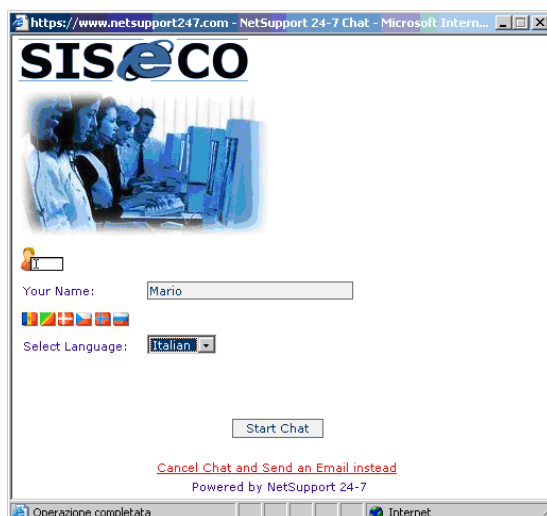 https://www.netsupport247.com - NetSupport 24-7 Chat - Microsoft Intern...
SISeCO
Your Name: Mario
Select Language: Italian
Start Chat
Cancel Chat and Send an Email instead
Powered by NetSupport 24-7
Operazione completata Internet